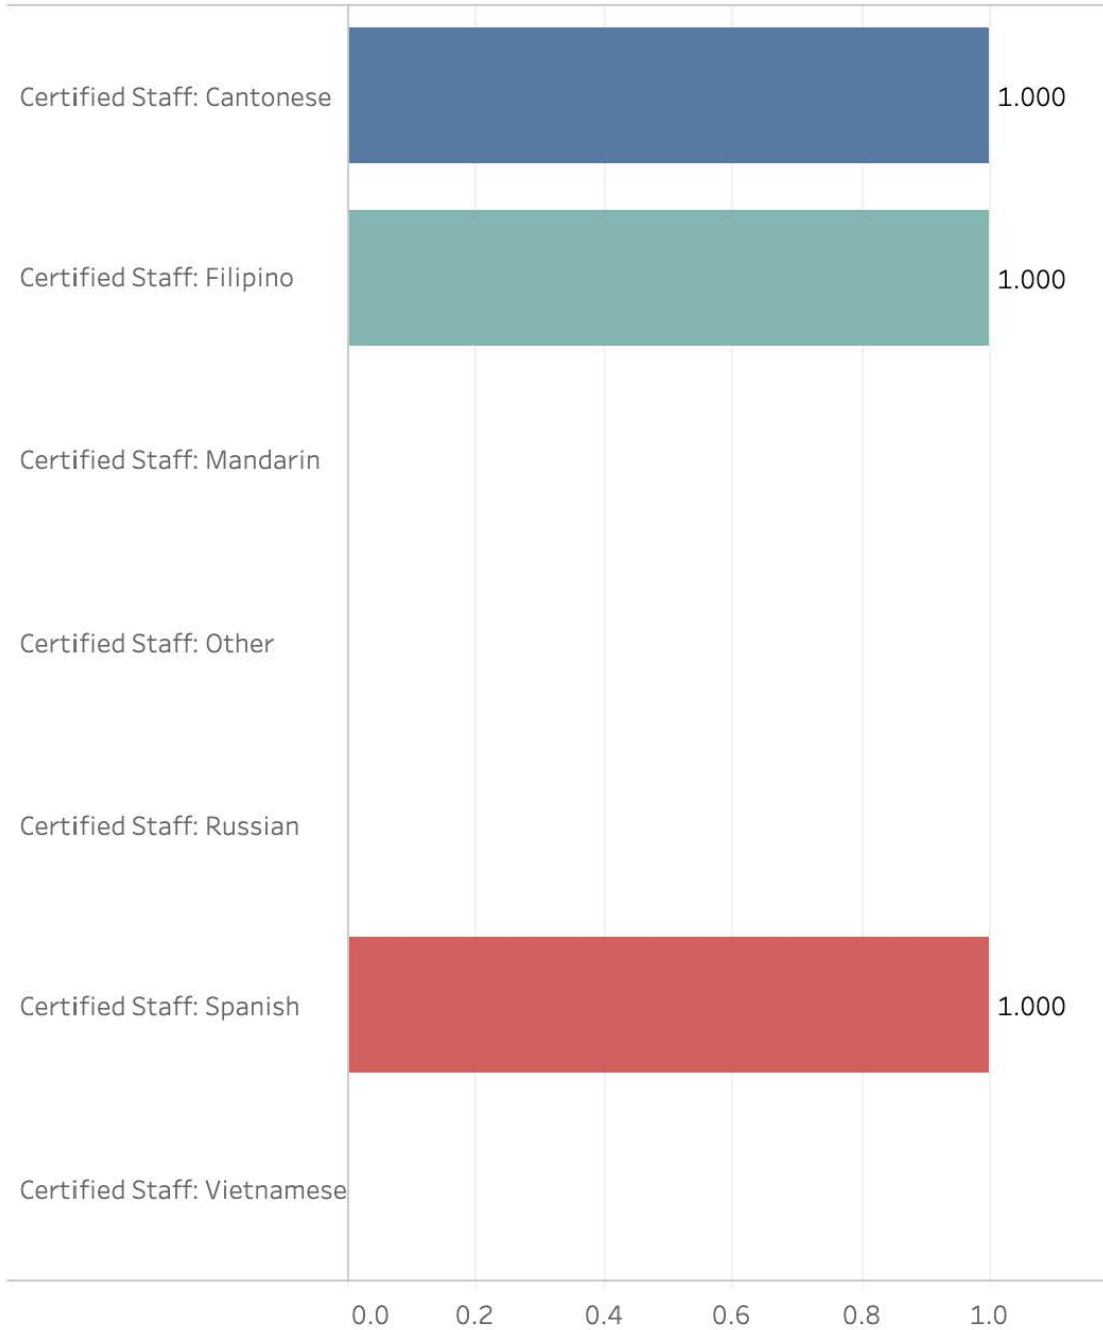 Certified Staff: Cantonese 1.000
Certified Staff: Filipino 1.000
Certified Staff: Mandarin
Certified Staff: Other
Certified Staff: Russian
Certified Staff: Spanish 1.000
Certified Staff: Vietnamese
0.0 0.2 0.4 0.6 0.8 1.0